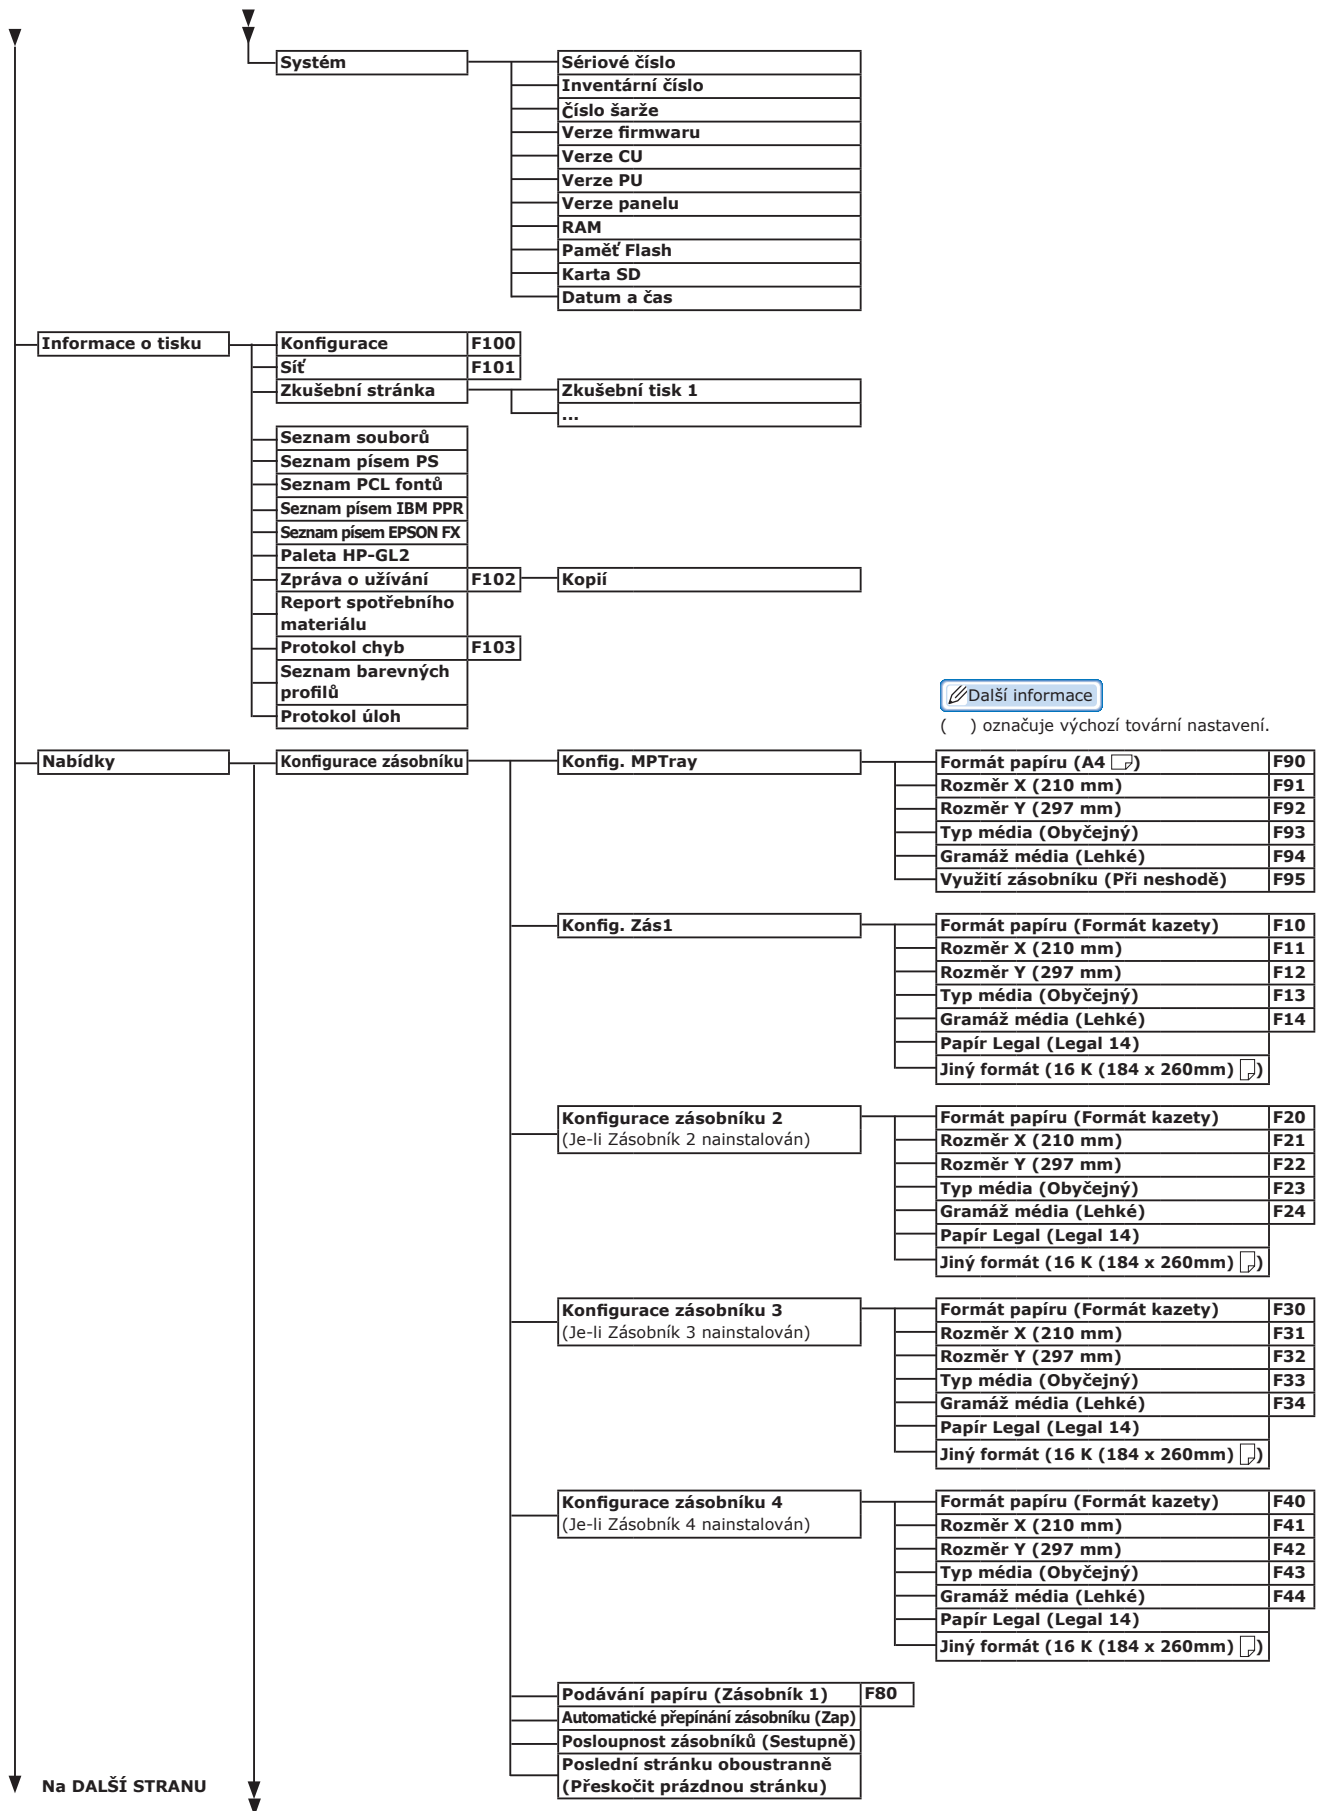 Systém
Sériové číslo
Inventární číslo
Číslo šarže
Verze firmwaru
Verze CU
Verze PU
Verze panelu
RAM
Paměť Flash
Karta SD
Datum a čas
Informace o tisku
Konfigurace F100
Síť F101
Zkušební stránka
Zkušební tisk 1
...
Seznam souborů
Seznam písem PS
Seznam PCL fontů
Seznam písem IBM PPR
Seznam písem EPSON FX
Paleta HP-GL2
Zpráva o užívání F102 Kopií
Report spotřebního
materiálu
Protokol chyb F103
Seznam barevných
profilů
Protokol úloh
Další informace
( ) označuje výchozí tovární nastavení.
Nabídky
Konfigurace zásobníku
Konfig. MPTray
Formát papíru (A4) F90
Rozměr X (210 mm) F91
Rozměr Y (297 mm) F92
Typ média (Obyčejný) F93
Gramáž média (Lehké) F94
Využití zásobníku (Při neshodě) F95
Konfig. Zás1
Formát papíru (Formát kazety) F10
Rozměr X (210 mm) F11
Rozměr Y (297 mm) F12
Typ média (Obyčejný) F13
Gramáž média (Lehké) F14
Papír Legal (Legal 14)
Jiný formát (16 K (184 x 260mm) )
Konfigurace zásobníku 2
(Je-li Zásobník 2 nainstalován)
Formát papíru (Formát kazety) F20
Rozměr X (210 mm) F21
Rozměr Y (297 mm) F22
Typ média (Obyčejný) F23
Gramáž média (Lehké) F24
Papír Legal (Legal 14)
Jiný formát (16 K (184 x 260mm) )
Konfigurace zásobníku 3
(Je-li Zásobník 3 nainstalován)
Formát papíru (Formát kazety) F30
Rozměr X (210 mm) F31
Rozměr Y (297 mm) F32
Typ média (Obyčejný) F33
Gramáž média (Lehké) F34
Papír Legal (Legal 14)
Jiný formát (16 K (184 x 260mm) )
Konfigurace zásobníku 4
(Je-li Zásobník 4 nainstalován)
Formát papíru (Formát kazety) F40
Rozměr X (210 mm) F41
Rozměr Y (297 mm) F42
Typ média (Obyčejný) F43
Gramáž média (Lehké) F44
Papír Legal (Legal 14)
Jiný formát (16 K (184 x 260mm) )
Podávání papíru (Zásobník 1) F80
Automatické přepínání zásobníku (Zap)
Posloupnost zásobníků (Sestupně)
Poslední stránku oboustranně
(Přeskočit prázdnou stránku)
Na DALŠÍ STRANU